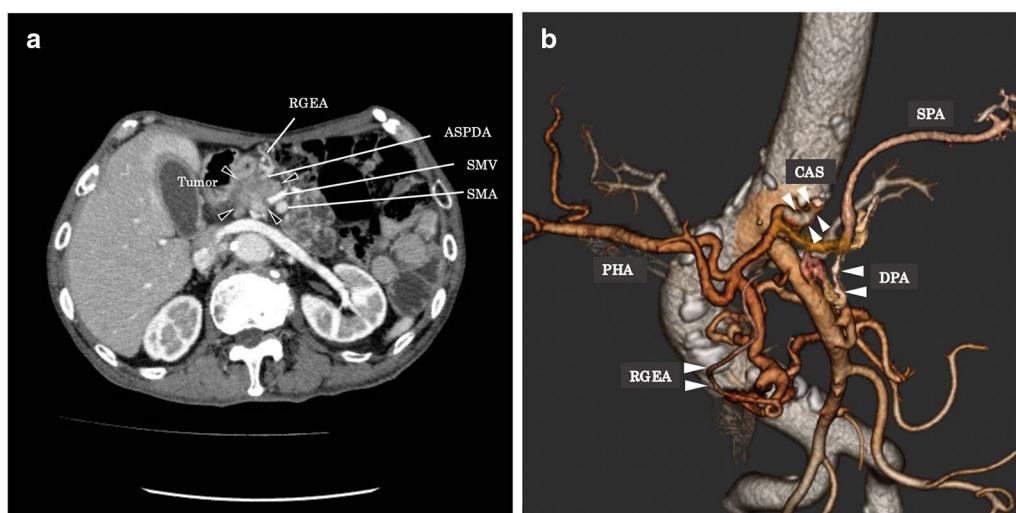 a
RGEA
ASPDA
SMV
SMA
Tumor
b
SPA
CAS
PHA
DPA
RGEA